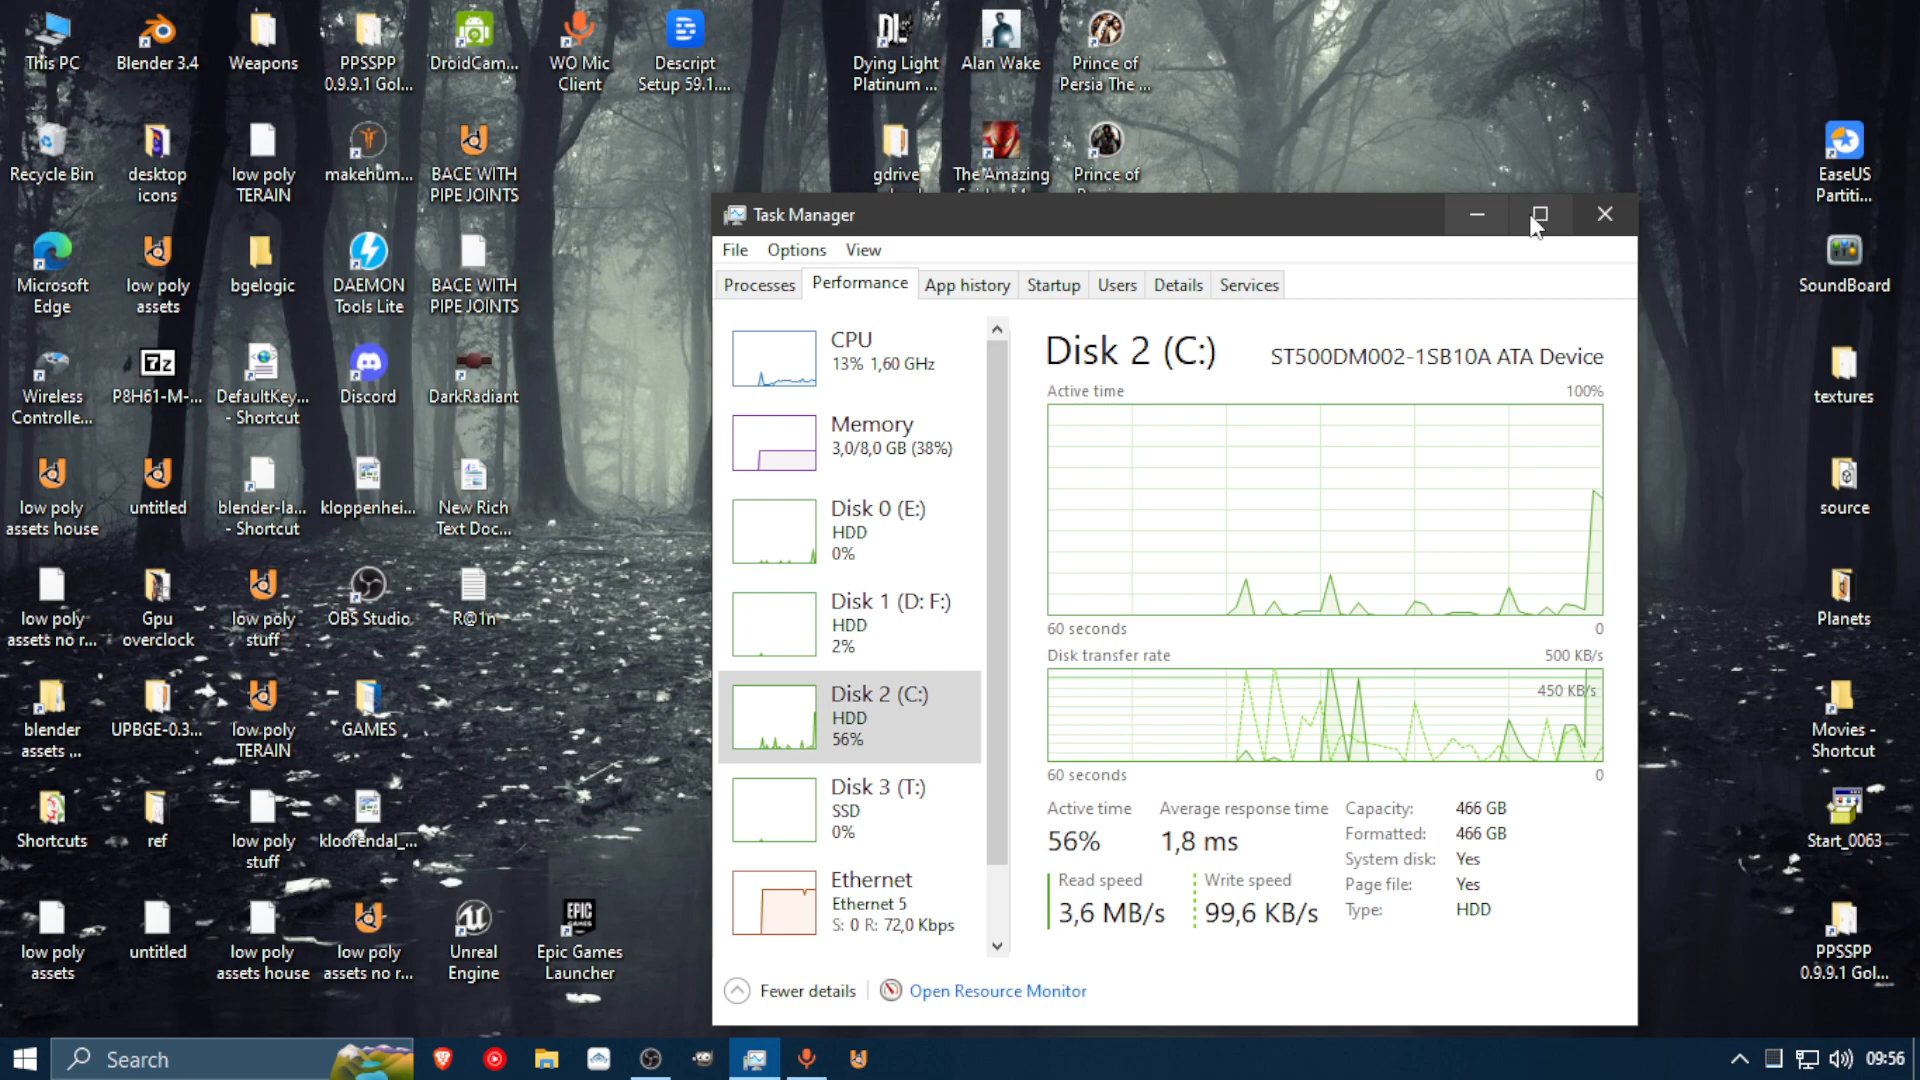 This PC
Blender 3.4
Weapons
PPSSPP
0.9.9.1 Gol...
DroidCam...
WO Mic
Client
Descript
Setup 59.1....
Dying Light
Platinum ...
Alan Wake
Prince of
Persia The ...
Recycle Bin
desktop
icons
low poly
TERAIN
makehum...
BACE WITH
PIPE JOINTS
gdrive
The Amazing
Prince of
EaseUS
Partiti...
Microsoft
Edge
low poly
assets
bgelogic
DAEMON
Tools Lite
BACE WITH
PIPE JOINTS
SoundBoard
Wireless
Controlle...
P8H61-M-...
DefaultKey...
- Shortcut
Discord
DarkRadiant
textures
low poly
assets house
untitled
blender-la...
- Shortcut
kloppenhei...
New Rich
Text Doc...
source
low poly
assets no r...
Gpu
overclock
low poly
stuff
OBS Studio
R@1n
Planets
blender
assets ...
UPBGE-0.3...
low poly
TERAIN
GAMES
Movies -
Shortcut
Shortcuts
ref
low poly
stuff
kloofendal_...
Start_0063
low poly
assets
untitled
low poly
assets house
low poly
assets no r...
Unreal
Engine
EPIC
GAMES
Epic Games
Launcher
PPSSPP
0.9.9.1 Gol...
Task Manager
File Options View
Processes Performance App history Startup Users Details Services
CPU
13% 1,60 GHz
Memory
3,0/8,0 GB (38%)
Disk 0 (E:)
HDD
0%
Disk 1 (D: F:)
HDD
2%
Disk 2 (C:)
HDD
56%
Disk 3 (T:)
SSD
0%
Ethernet
Ethernet 5
S: 0 R: 72,0 Kbps
Disk 2 (C:) ST500DM002-1SB10A ATA Device
Active time 100%
60 seconds 0
Disk transfer rate 500 KB/s
450 KB/s
60 seconds 0
Active time
56%
Average response time
1,8 ms
Read speed
3,6 MB/s
Write speed
99,6 KB/s
Capacity: 466 GB
Formatted: 466 GB
System disk: Yes
Page file: Yes
Type: HDD
Fewer details Open Resource Monitor
Search
09:56